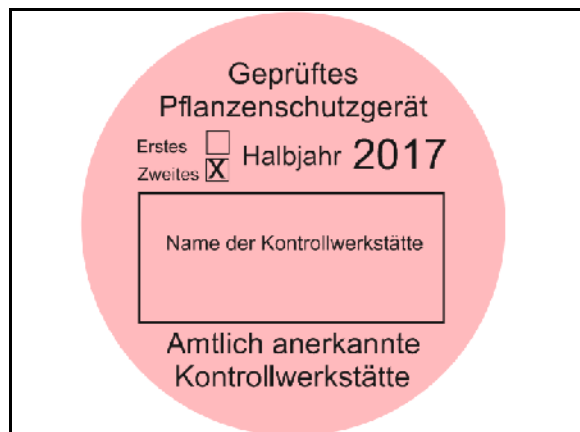 Geprüftes
Pflanzenschutzgerät
Erstes
Zweites X Halbjahr 2017
Name der Kontrollwerkstätte
Amtlich anerkannte
Kontrollwerkstätte